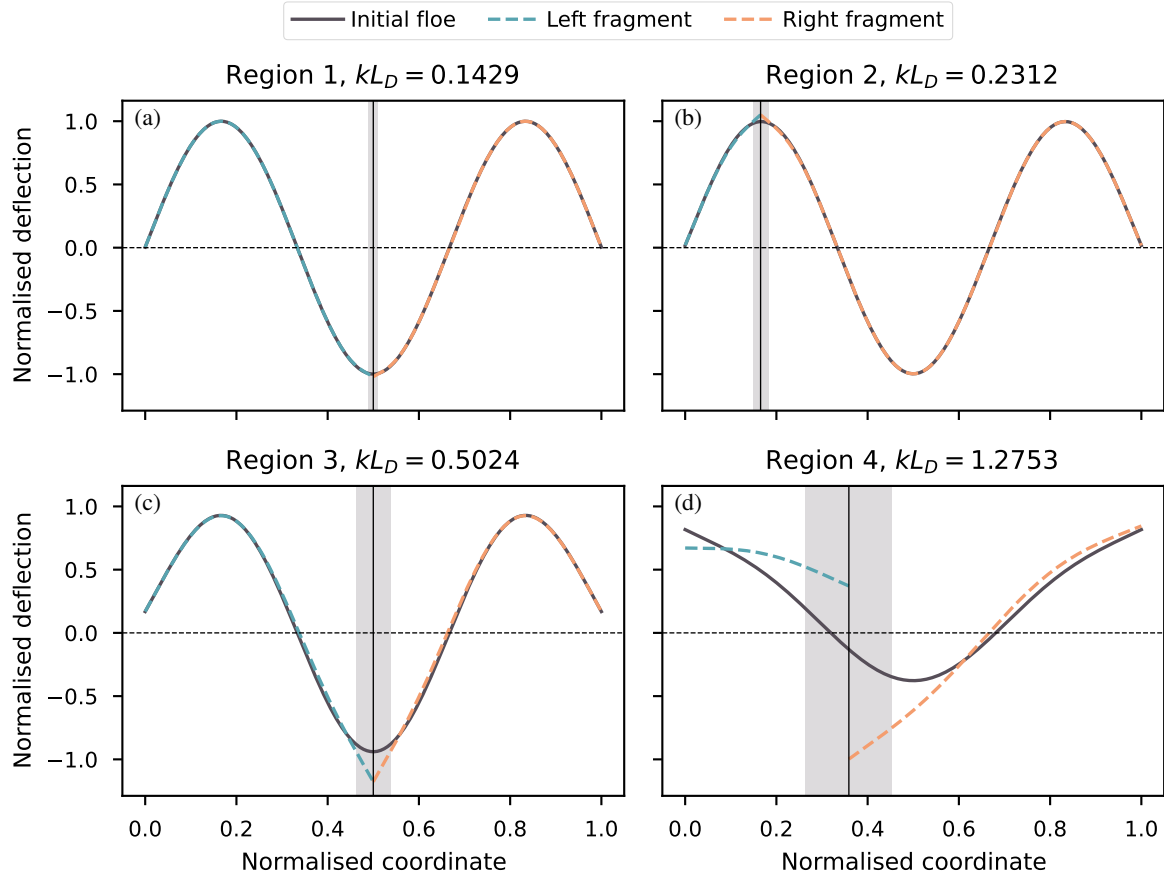 Initial floe Left fragment Right fragment
Region 1, $kL_D = 0.1429$
Region 2, $kL_D = 0.2312$
(a)
(b)
Normalised deflection
1.0
0.5
0.0
−0.5
−1.0
Region 3, $kL_D = 0.5024$
Region 4, $kL_D = 1.2753$
(c)
(d)
Normalised deflection
1.0
0.5
0.0
−0.5
−1.0
0.0 0.2 0.4 0.6 0.8 1.0
0.0 0.2 0.4 0.6 0.8 1.0
Normalised coordinate
Normalised coordinate